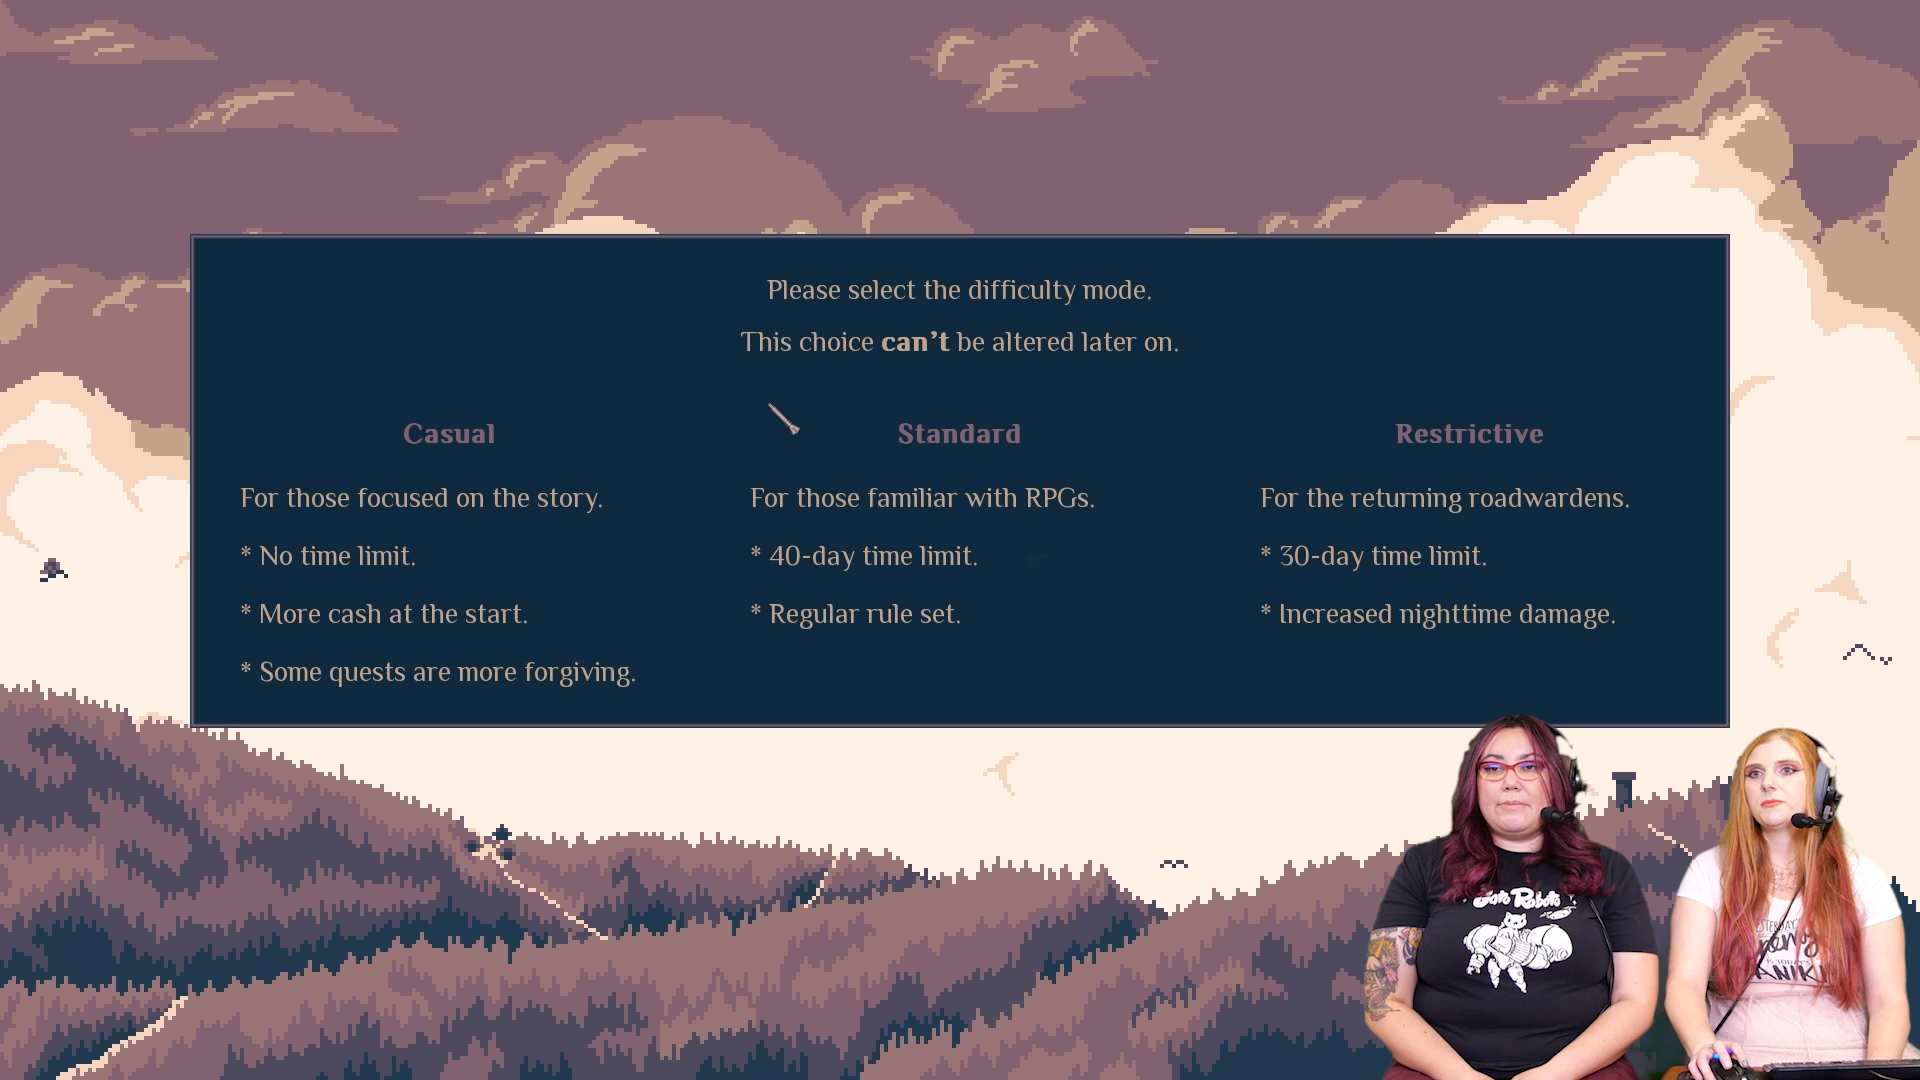 Please select the difficulty mode.
This choice can't be altered later on.
Casual
Standard
Restrictive
For those focused on the story.
* No time limit.
* More cash at the start.
* Some quests are more forgiving.
For those familiar with RPGs.
* 40-day time limit.
* Regular rule set.
For the returning roadwardens.
* 30-day time limit.
* Increased nighttime damage.
Gato Roboto